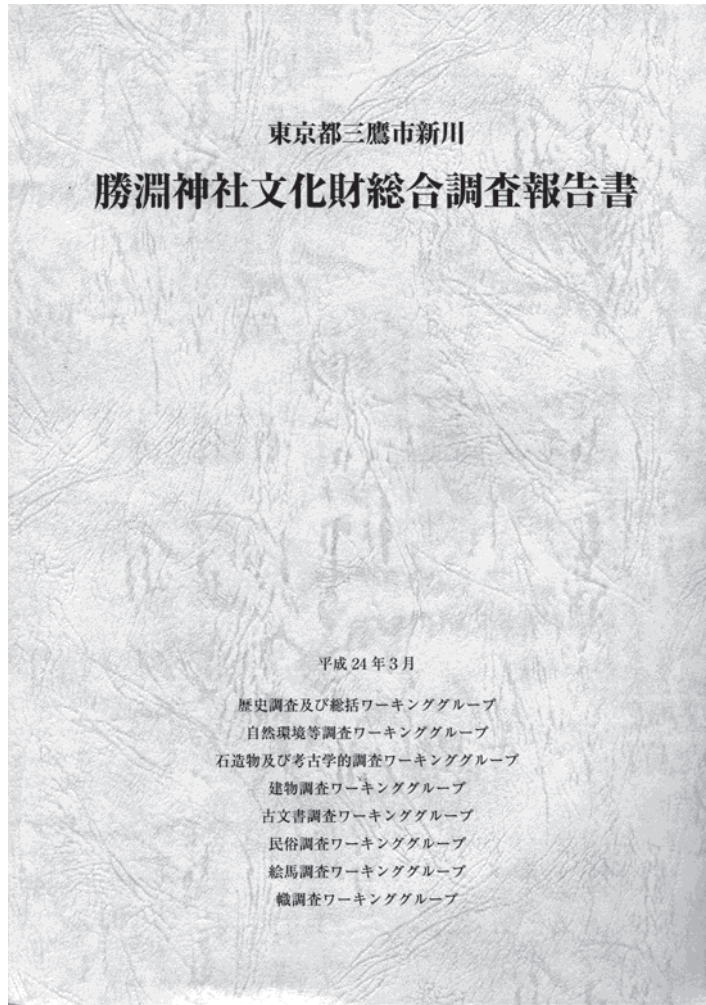 東京都三鷹市新川
勝淵神社文化財総合調査報告書
平成 24 年 3 月
歴史調査及び総括ワーキンググループ
自然環境等調査ワーキンググループ
石造物及び考古学的調査ワーキンググループ
建物調査ワーキンググループ
古文書調査ワーキンググループ
民俗調査ワーキンググループ
絵馬調査ワーキンググループ
幟調査ワーキンググループ